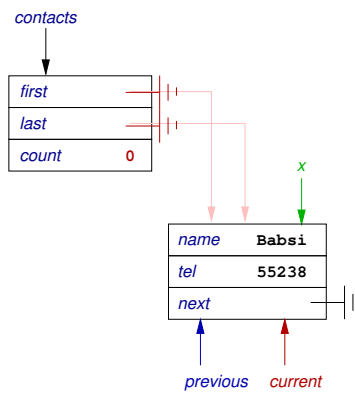 contacts
first
last
count 0
x
name Babsi
tel 55238
next
previous current